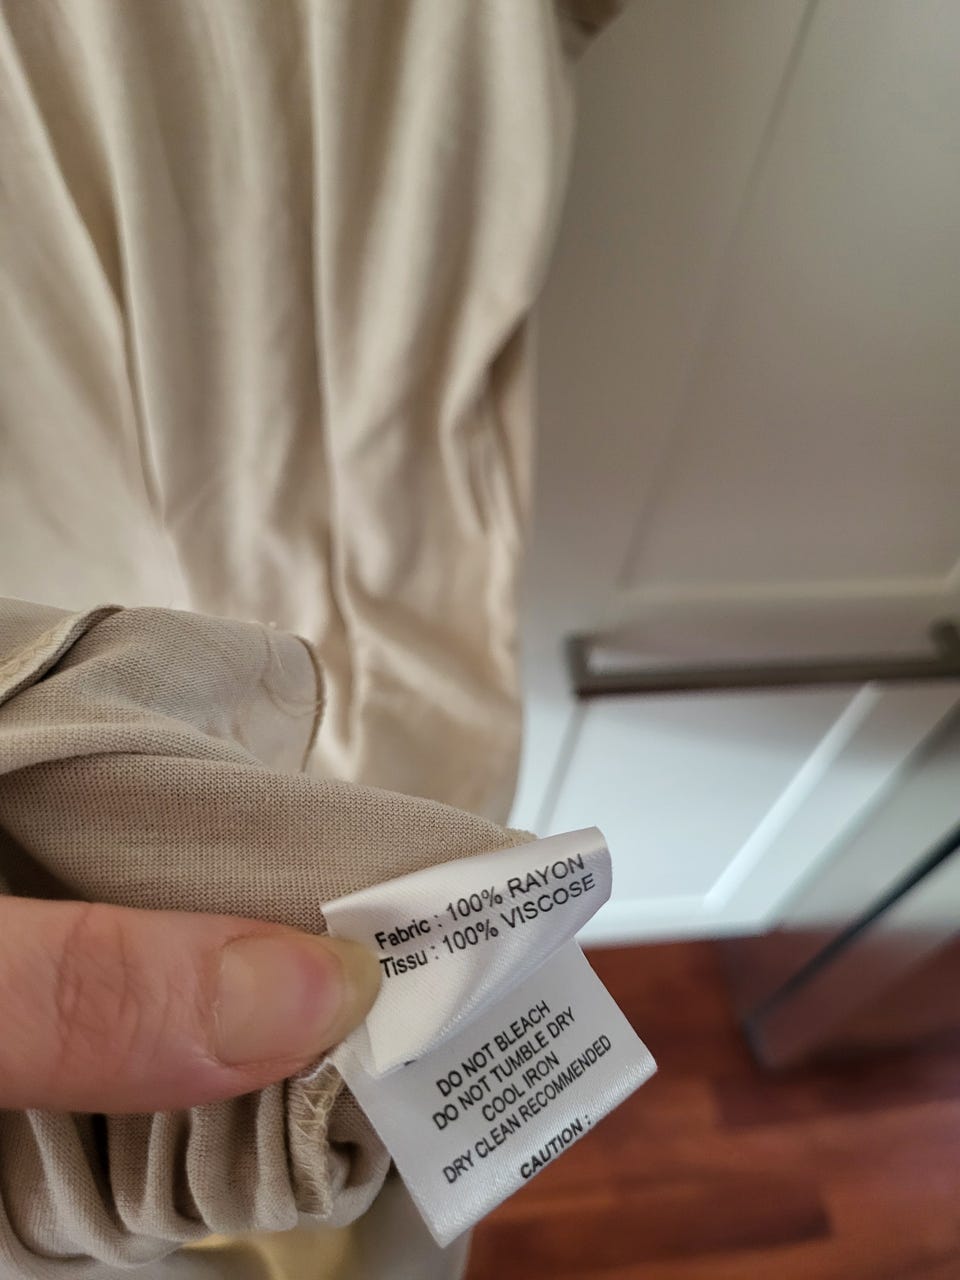 Fabric : 100% RAYON
Tissu : 100% VISCOSE
DO NOT BLEACH
DO NOT TUMBLE DRY
COOL IRON
DRY CLEAN RECOMMENDED
CAUTION :